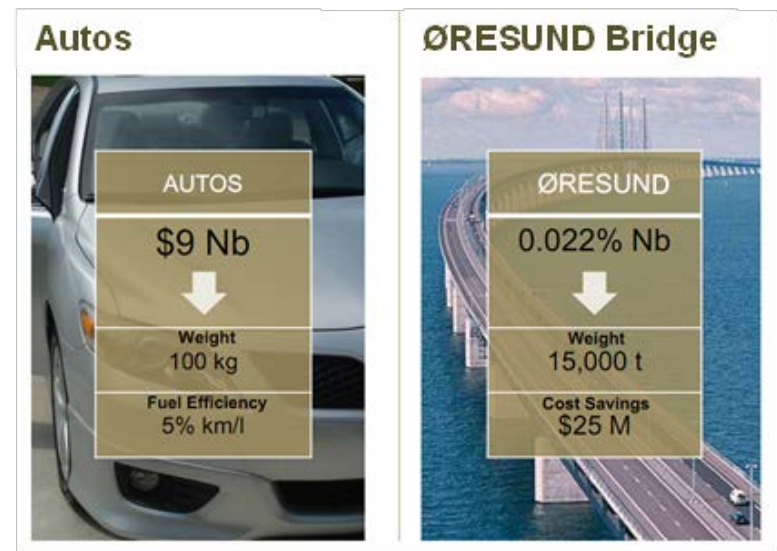 Autos
AUTOS
$9 Nb
Weight
100 kg
Fuel Efficiency
5% km/l
ØRESUND Bridge
ØRESUND
0.022% Nb
Weight
15,000 t
Cost Savings
$25 M